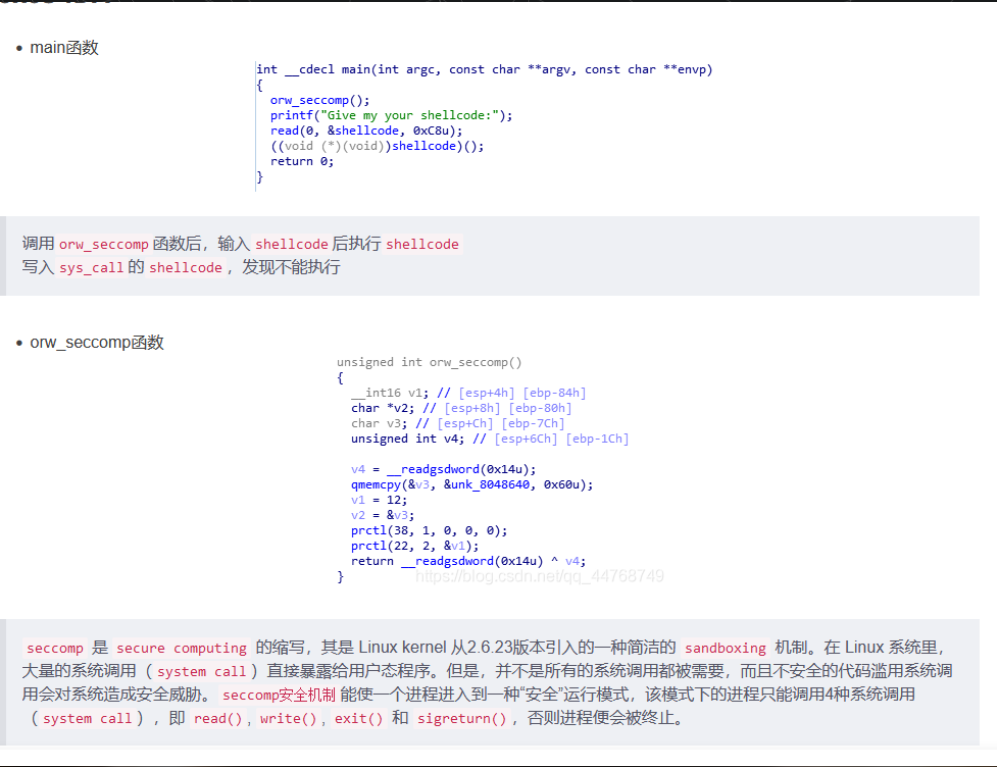 • main函数
int __cdecl main(int argc, const char **argv, const char **envp)
{
orw_seccomp();
printf("Give my your shellcode:");
read(0, &shellcode, 0xC8u);
((void (*)(void))shellcode)();
return 0;
}
调用 orw_seccomp 函数后，输入 shellcode 后执行 shellcode
写入 sys_call 的 shellcode ，发现不能执行
• orw_seccomp函数
unsigned int orw_seccomp()
{
__int16 v1; // [esp+4h] [ebp-84h]
char *v2; // [esp+8h] [ebp-80h]
char v3; // [esp+Ch] [ebp-7Ch]
unsigned int v4; // [esp+6Ch] [ebp-1Ch]
v4 = __readgsdword(0x14u);
qmemcpy(&v3, &unk_8048640, 0x60u);
v1 = 12;
v2 = &v3;
prctl(38, 1, 0, 0, 0);
prctl(22, 2, &v1);
return __readgsdword(0x14u) ^ v4;
}
https://blog.csdn.net/qq_44768749
seccomp 是 secure computing 的缩写，其是 Linux kernel 从2.6.23版本引入的一种简洁的 sandboxing 机制。在 Linux 系统里，
大量的系统调用（ system call ）直接暴露给用户态程序。但是，并不是所有的系统调用都被需要，而且不安全的代码滥用系统调
用会对系统造成安全威胁。 seccomp安全机制 能使一个进程进入到一种“安全”运行模式，该模式下的进程只能调用4种系统调用
（ system call ），即 read(), write(), exit() 和 sigreturn() ，否则进程便会被终止。